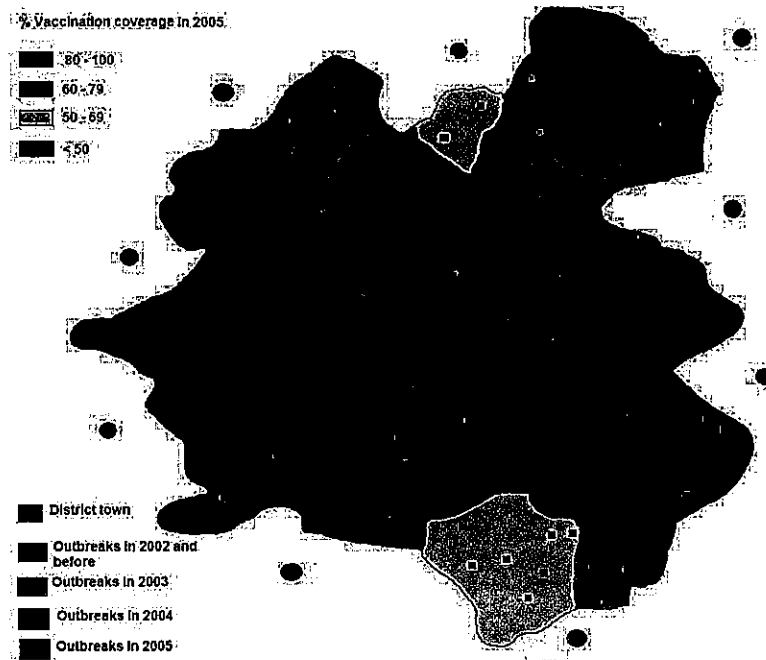 % Vaccination coverage in 2005
80 - 100
60 - 79
50 - 59
< 50
District town
Outbreaks in 2002 and
before
Outbreaks in 2003
Outbreaks in 2004
Outbreaks in 2005